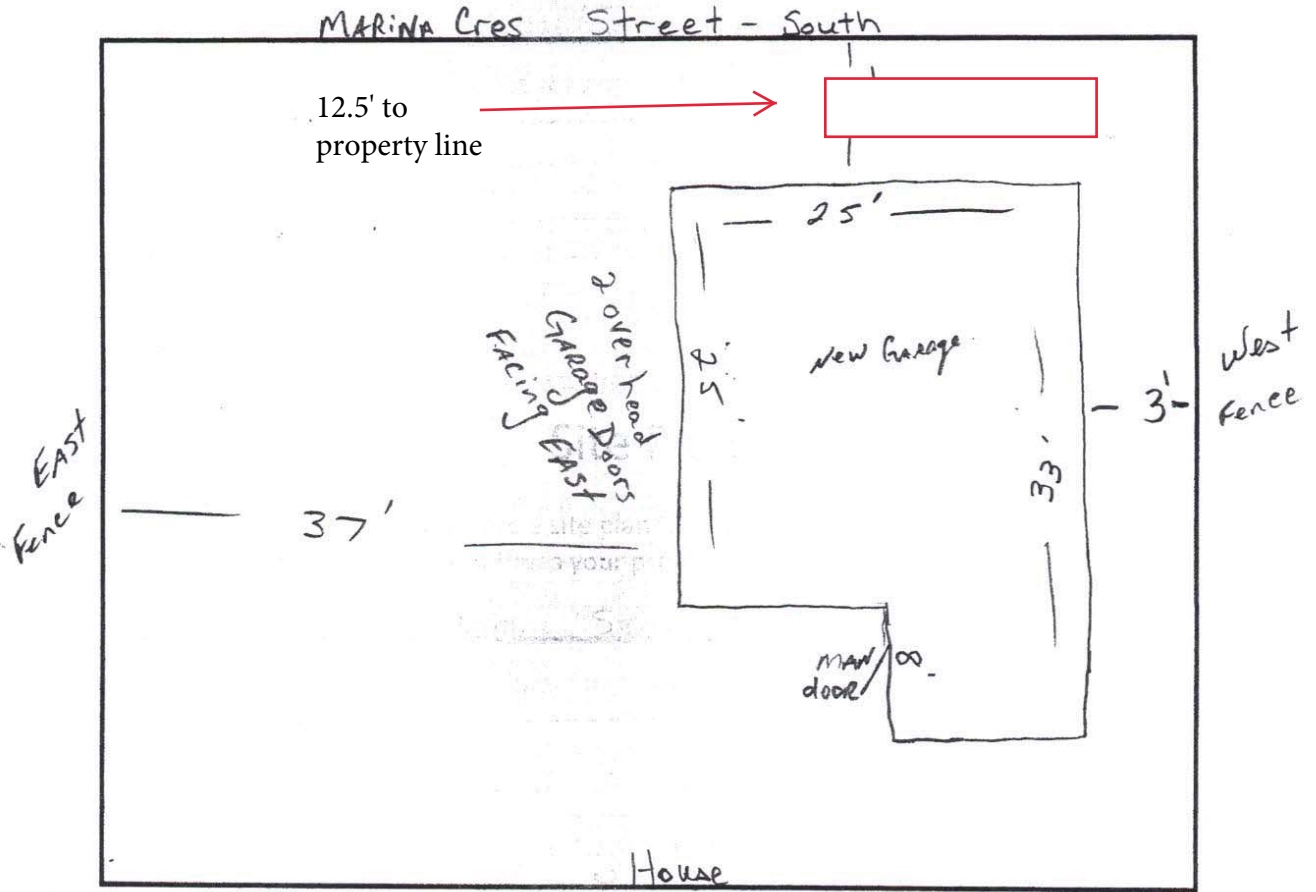 MARINA Cres Street - South
12.5' to
property line
25'
2 overhead
Garage Doors
Facing East
25'
New Garage
33'
3'
West
Fence
East
Fence
37'
man
door
8
House